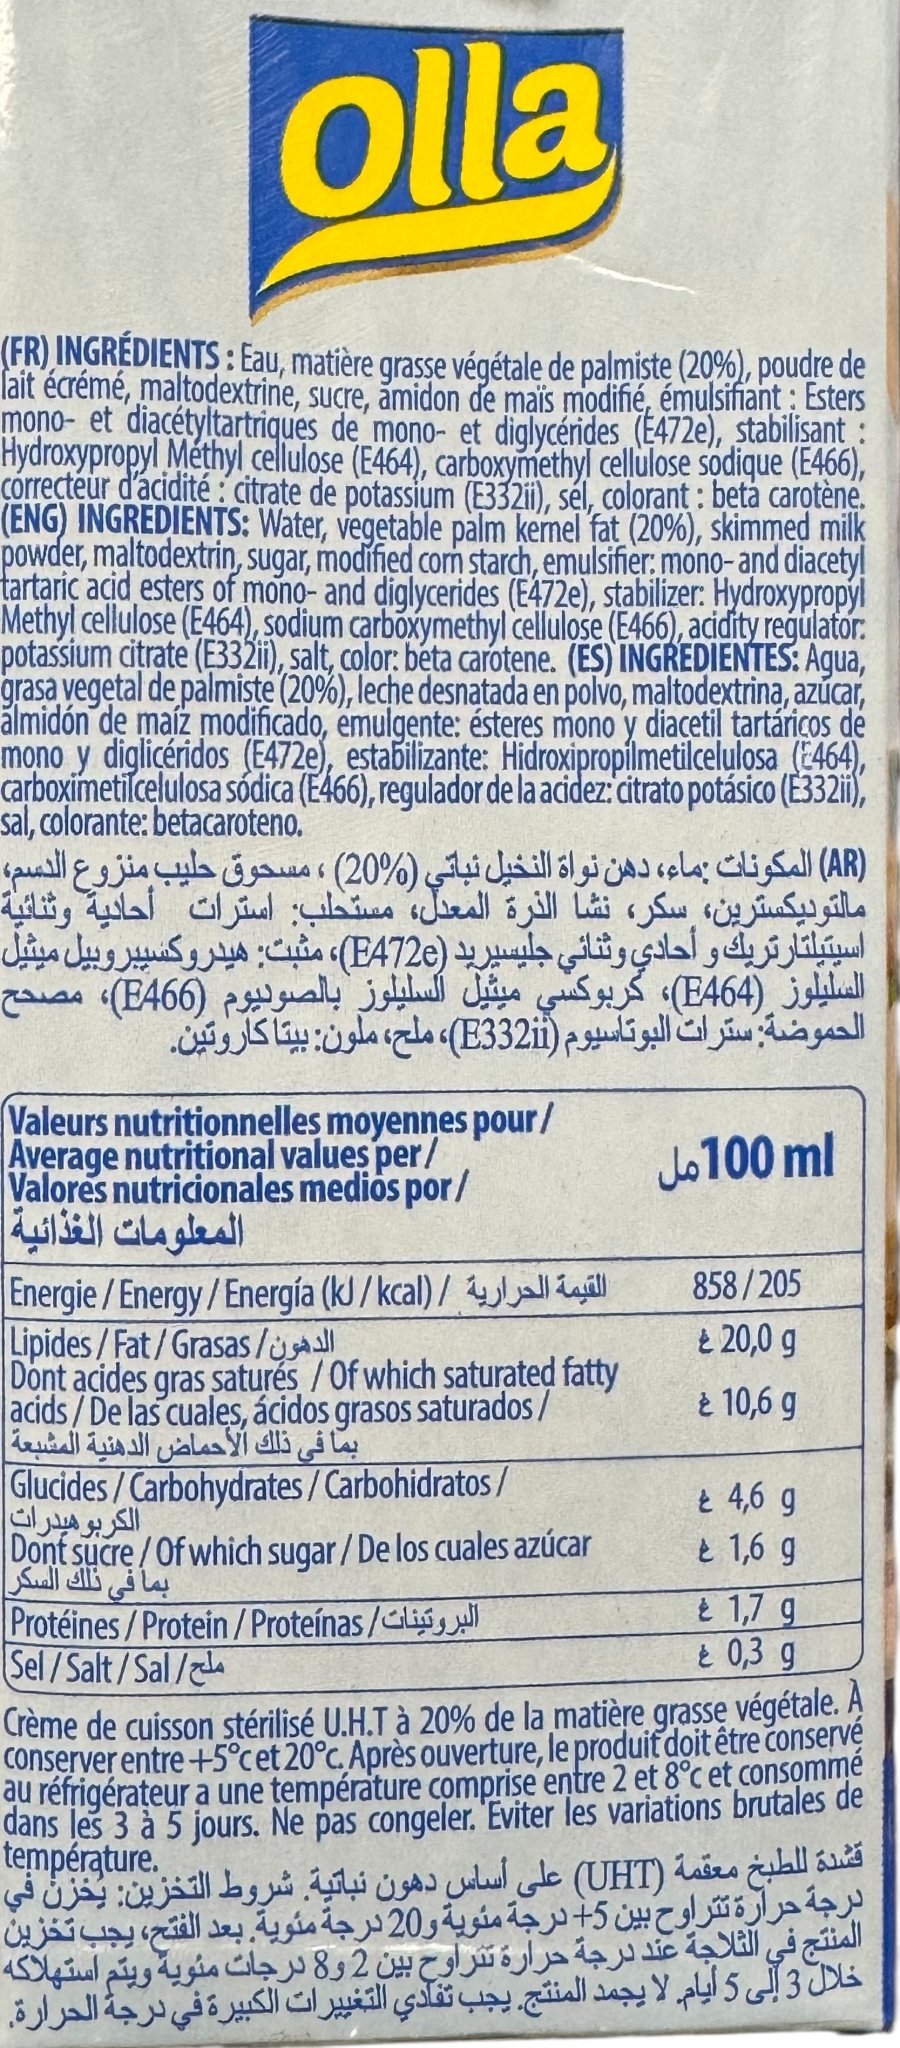 Olla
(FR) INGRÉDIENTS : Eau, matière grasse végétale de palmiste (20%), poudre de
lait écrémé, maltodextrine, sucre, amidon de maïs modifié, émulsifiant : Esters
mono- et diacétyltartriques de mono- et diglycérides (E472e), stabilisant :
Hydroxypropyl Méthyl cellulose (E464), carboxyméthyl cellulose sodique (E466),
correcteur d'acidité : citrate de potassium (E332ii), sel, colorant : beta carotène.
(ENG) INGREDIENTS: Water, vegetable palm kernel fat (20%), skimmed milk
powder, maltodextrin, sugar, modified corn starch, emulsifier: mono- and diacetyl
tartaric acid esters of mono- and diglycerides (E472e), stabilizer: Hydroxypropyl
Methyl cellulose (E464), sodium carboxymethyl cellulose (E466), acidity regulator:
potassium citrate (E332ii), salt, color: beta carotene. (ES) INGREDIENTES: Agua,
grasa vegetal de palmiste (20%), leche desnatada en polvo, maltodextrina, azúcar,
almidón de maíz modificado, emulgente: ésteres mono y diacetil tartáricos de
mono y diglicéridos (E472e), estabilizante: Hidroxipropilmetilcelulosa (E464),
carboximetilcelulosa sódica (E466), regulador de la acidez: citrato potásico (E332ii),
sal, colorante: betacaroteno.
(AR) المكونات :ماء، دهن نواة النخيل نباتي (20%) ، مسحوق حليب منزوع الدسم،
مالتوديكسترين، سكر، نشا الذرة المعدل، مستحلب: استرات أحادية وثنائية
اسيتيلتارتريك و أحادي وثنائي جليسيريد (E472e)، مثبت: هيدروكسيبروبيل ميثيل
السليلوز (E464)، كربوكسي ميثيل السليلوز بالصوديوم (E466)، مصحح
الحموضة: سترات البوتاسيوم (E332ii)، ملح، ملون: بيتا كاروتين.
Valeurs nutritionnelles moyennes pour /
Average nutritional values per /
Valores nutricionales medios por /
المعلومات الغذائية
100 ml مل
Energie / Energy / Energía (kJ / kcal) / القيمة الحرارية 858 / 205
Lipides / Fat / Grasas / الدهون 20,0 g غ
Dont acides gras saturés / Of which saturated fatty
acids / De las cuales, ácidos grasos saturados / 10,6 g غ
بما في ذلك الأحماض الدهنية المشبعة
Glucides / Carbohydrates / Carbohidratos / 4,6 g غ
الكربوهيدرات
Dont sucre / Of which sugar / De los cuales azúcar 1,6 g غ
بما في ذلك السكر
Protéines / Protein / Proteínas / البروتينات 1,7 g غ
Sel / Salt / Sal / ملح 0,3 g غ
Crème de cuisson stérilisé U.H.T à 20% de la matière grasse végétale. À
conserver entre +5°c et 20°c. Après ouverture, le produit doit être conservé
au réfrigérateur a une température comprise entre 2 et 8°c et consommé
dans les 3 à 5 jours. Ne pas congeler. Eviter les variations brutales de
température.
قشدة للطبخ معقمة (UHT) على أساس دهون نباتية. شروط التخزين: يُخزن في
درجة حرارة تتراوح بين 5+ درجة مئوية و20 درجة مئوية. بعد الفتح، يجب تخزين
المنتج في الثلاجة عند درجة حرارة تتراوح بين 2 و8 درجات مئوية ويتم استهلاكه
خلال 3 إلى 5 أيام. لا يجمد المنتج. يجب تفادي التغييرات الكبيرة في درجة الحرارة.